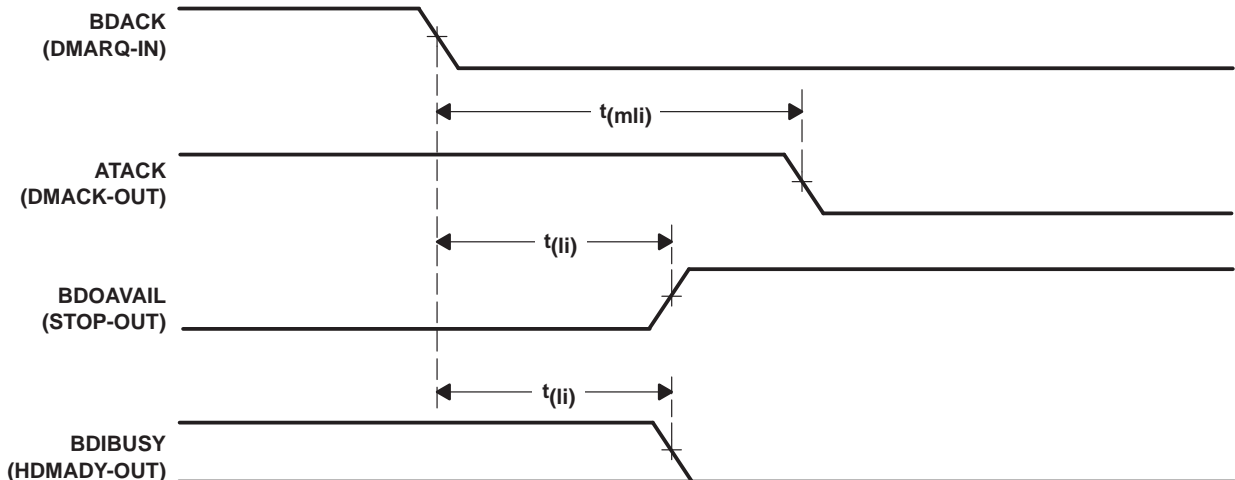 BDACK
(DMARQ-IN)
t(mli)
ATACK
(DMACK-OUT)
t(li)
BDOAVAIL
(STOP-OUT)
t(li)
BDIBUSY
(HDMADY-OUT)